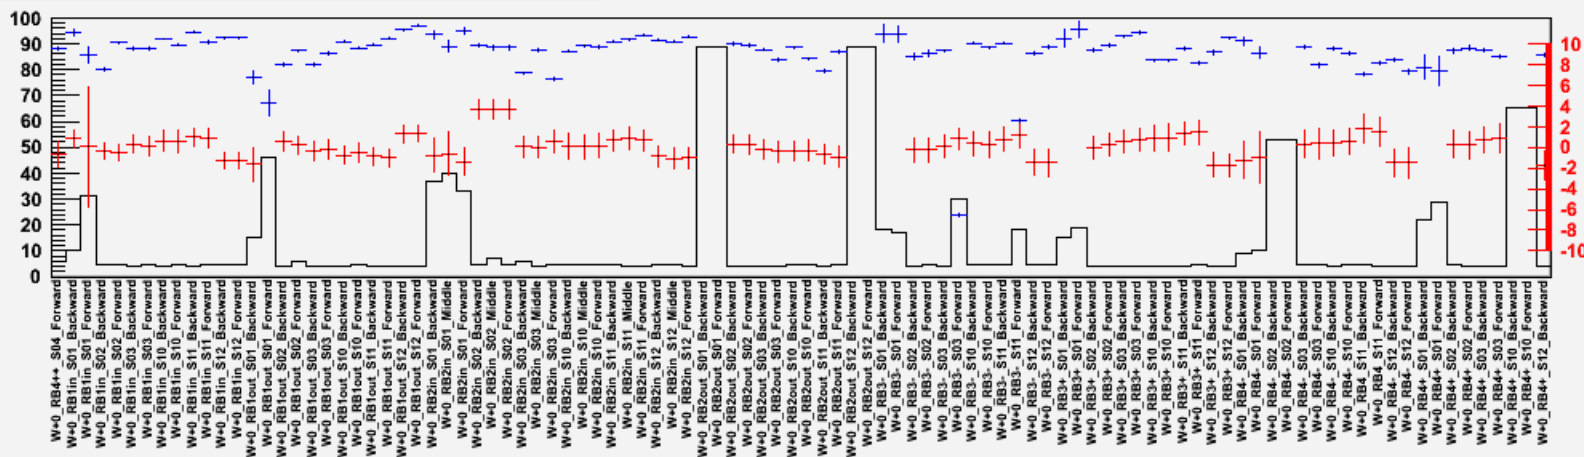 100
90
80
70
60
50
40
30
20
10
0
10
8
6
4
2
0
-2
-4
-6
-8
-10
W+0_RB4++_S04_Forward
W+0_RB1in_S01_Backward
W+0_RB1in_S01_Forward
W+0_RB1in_S02_Backward
W+0_RB1in_S02_Forward
W+0_RB1in_S03_Backward
W+0_RB1in_S03_Forward
W+0_RB1in_S10_Backward
W+0_RB1in_S10_Forward
W+0_RB1in_S11_Backward
W+0_RB1in_S11_Forward
W+0_RB1in_S12_Backward
W+0_RB1in_S12_Forward
W+0_RB1out_S01_Backward
W+0_RB1out_S01_Forward
W+0_RB1out_S02_Backward
W+0_RB1out_S02_Forward
W+0_RB1out_S03_Backward
W+0_RB1out_S03_Forward
W+0_RB1out_S10_Backward
W+0_RB1out_S10_Forward
W+0_RB1out_S11_Backward
W+0_RB1out_S11_Forward
W+0_RB1out_S12_Backward
W+0_RB1out_S12_Forward
W+0_RB2in_S01_Backward
W+0_RB2in_S01_Middle
W+0_RB2in_S01_Forward
W+0_RB2in_S02_Backward
W+0_RB2in_S02_Middle
W+0_RB2in_S02_Forward
W+0_RB2in_S03_Backward
W+0_RB2in_S03_Middle
W+0_RB2in_S03_Forward
W+0_RB2in_S10_Backward
W+0_RB2in_S10_Middle
W+0_RB2in_S10_Forward
W+0_RB2in_S11_Backward
W+0_RB2in_S11_Middle
W+0_RB2in_S11_Forward
W+0_RB2in_S12_Backward
W+0_RB2in_S12_Middle
W+0_RB2in_S12_Forward
W+0_RB2out_S01_Backward
W+0_RB2out_S01_Forward
W+0_RB2out_S02_Backward
W+0_RB2out_S02_Forward
W+0_RB2out_S03_Backward
W+0_RB2out_S03_Forward
W+0_RB2out_S10_Backward
W+0_RB2out_S10_Forward
W+0_RB2out_S11_Backward
W+0_RB2out_S11_Forward
W+0_RB2out_S12_Backward
W+0_RB2out_S12_Forward
W+0_RB3-_S01_Backward
W+0_RB3-_S01_Forward
W+0_RB3-_S02_Backward
W+0_RB3-_S02_Forward
W+0_RB3-_S03_Backward
W+0_RB3-_S03_Forward
W+0_RB3-_S10_Backward
W+0_RB3-_S10_Forward
W+0_RB3-_S11_Backward
W+0_RB3-_S11_Forward
W+0_RB3-_S12_Backward
W+0_RB3-_S12_Forward
W+0_RB3+_S01_Backward
W+0_RB3+_S01_Forward
W+0_RB3+_S02_Backward
W+0_RB3+_S02_Forward
W+0_RB3+_S03_Backward
W+0_RB3+_S03_Forward
W+0_RB3+_S10_Backward
W+0_RB3+_S10_Forward
W+0_RB3+_S11_Backward
W+0_RB3+_S11_Forward
W+0_RB3+_S12_Backward
W+0_RB3+_S12_Forward
W+0_RB4-_S01_Backward
W+0_RB4-_S01_Forward
W+0_RB4-_S02_Backward
W+0_RB4-_S02_Forward
W+0_RB4-_S03_Backward
W+0_RB4-_S03_Forward
W+0_RB4-_S10_Backward
W+0_RB4-_S10_Forward
W+0_RB4-_S11_Backward
W+0_RB4-_S11_Forward
W+0_RB4-_S12_Backward
W+0_RB4-_S12_Forward
W+0_RB4+_S01_Backward
W+0_RB4+_S01_Forward
W+0_RB4+_S02_Backward
W+0_RB4+_S02_Forward
W+0_RB4+_S03_Backward
W+0_RB4+_S03_Forward
W+0_RB4+_S10_Backward
W+0_RB4+_S10_Forward
W+0_RB4+_S12_Backward